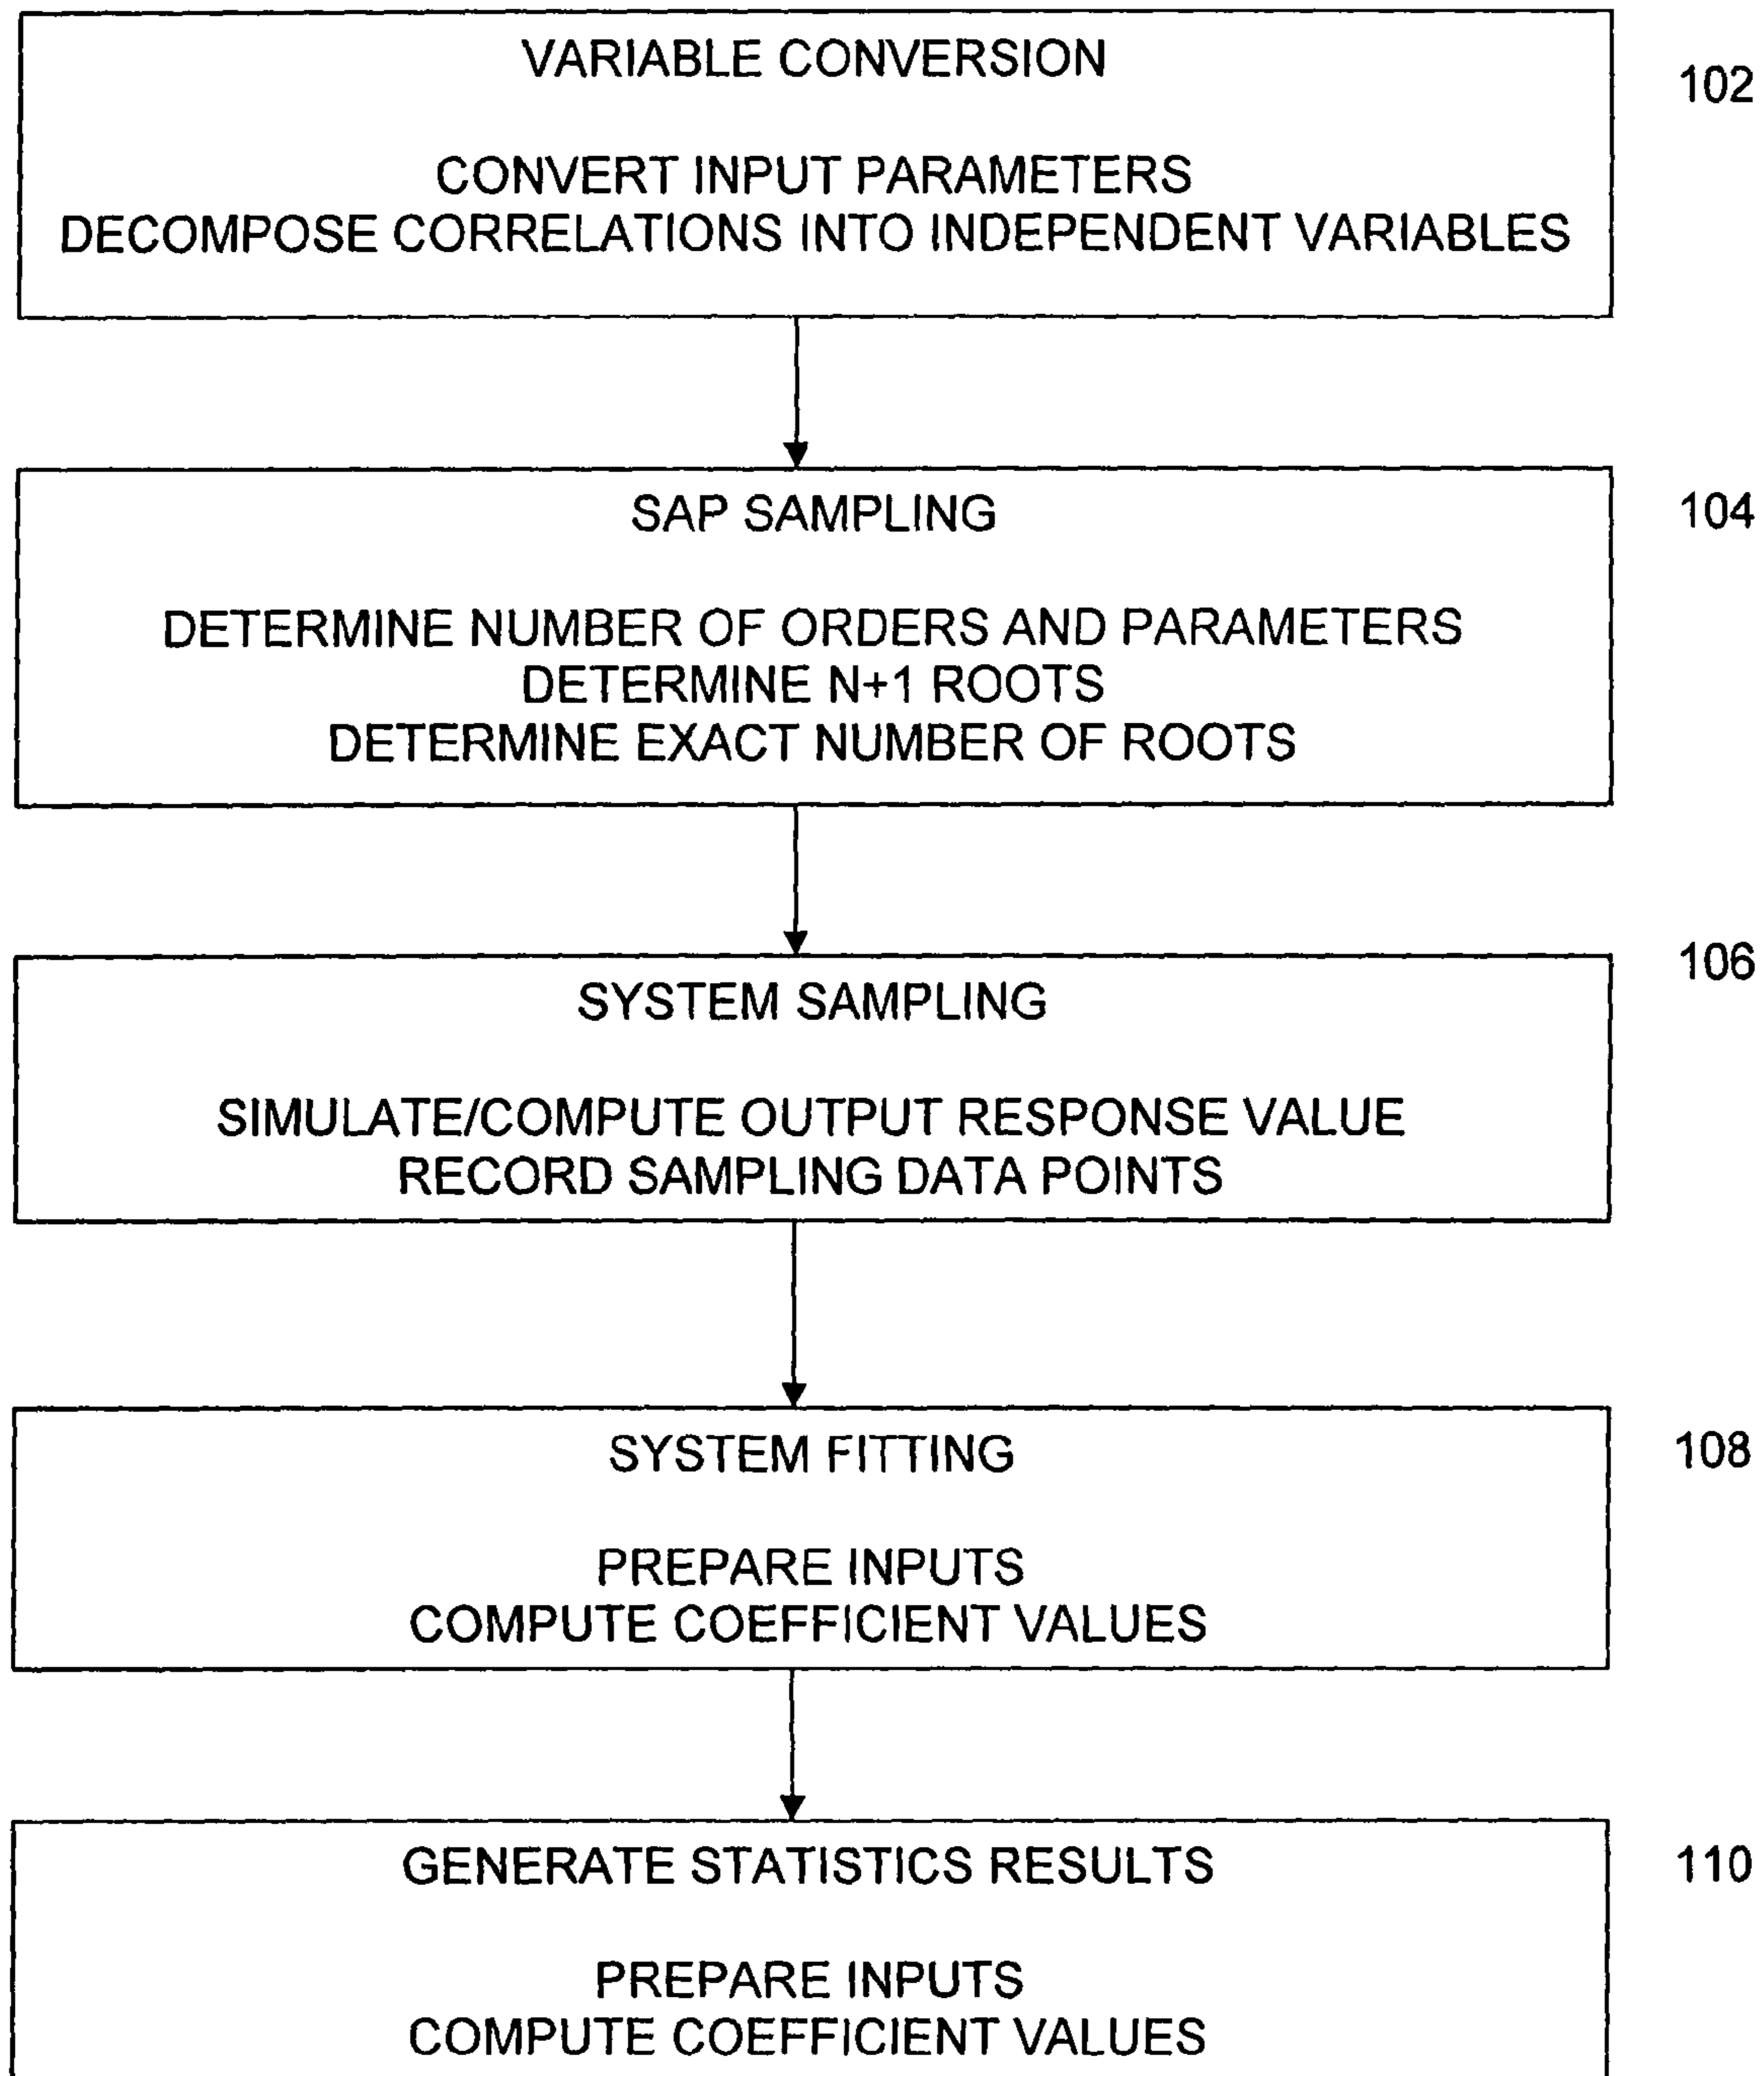 VARIABLE CONVERSION
102
CONVERT INPUT PARAMETERS
DECOMPOSE CORRELATIONS INTO INDEPENDENT VARIABLES
SAP SAMPLING
104
DETERMINE NUMBER OF ORDERS AND PARAMETERS
DETERMINE N+1 ROOTS
DETERMINE EXACT NUMBER OF ROOTS
106
SYSTEM SAMPLING
SIMULATE/COMPUTE OUTPUT RESPONSE VALUE
RECORD SAMPLING DATA POINTS
SYSTEM FITTING
108
PREPARE INPUTS
COMPUTE COEFFICIENT VALUES
GENERATE STATISTICS RESULTS
110
PREPARE INPUTS
COMPUTE COEFFICIENT VALUES